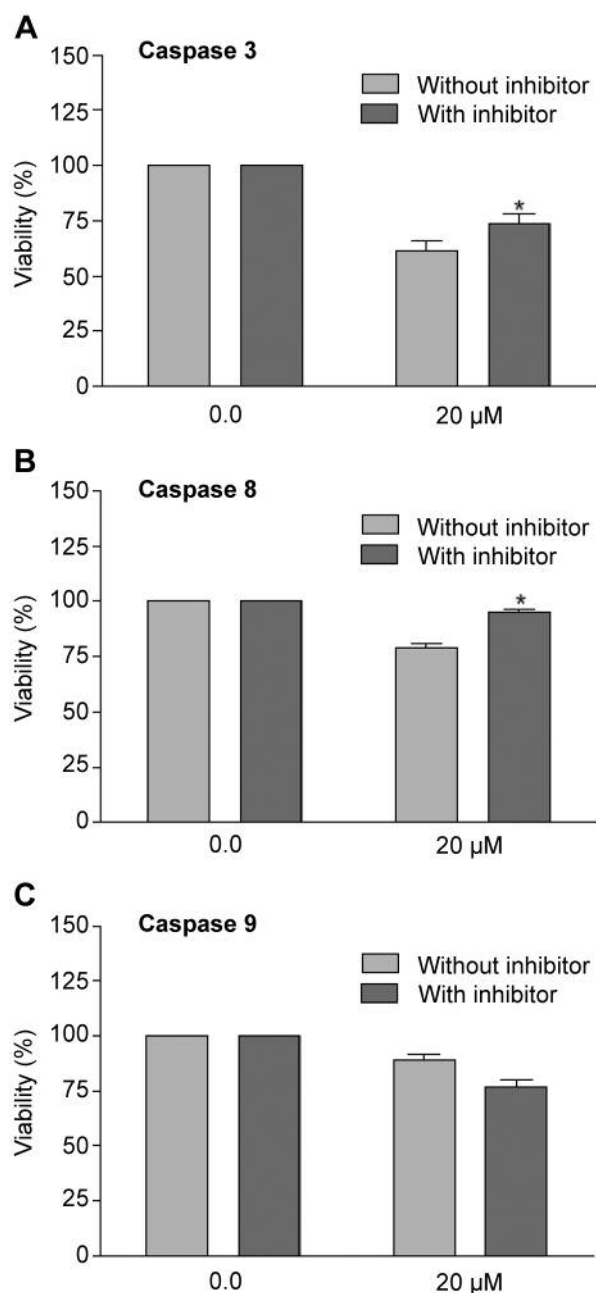 A
Caspase 3
Without inhibitor
With inhibitor
*
Viability (%)
150
125
100
75
50
25
0
0.0 20 µM
B
Caspase 8
Without inhibitor
With inhibitor
*
Viability (%)
150
125
100
75
50
25
0
0.0 20 µM
C
Caspase 9
Without inhibitor
With inhibitor
Viability (%)
150
125
100
75
50
25
0
0.0 20 µM